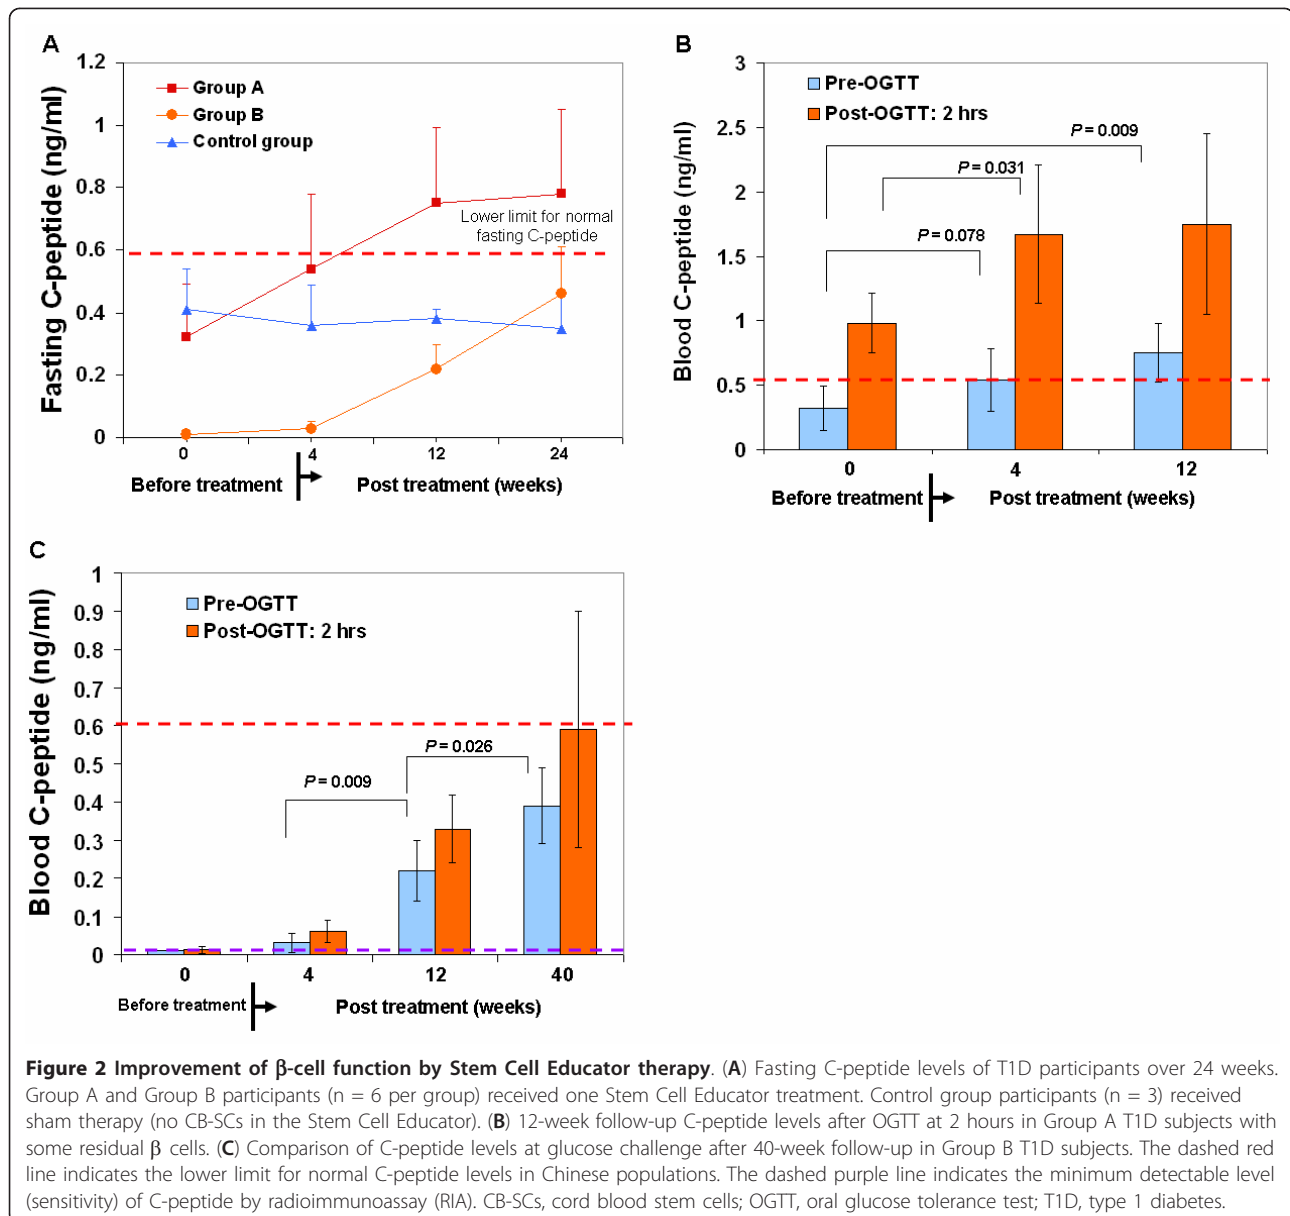 A
1.2
1
0.8
0.6
0.4
0.2
0
Fasting C-peptide (ng/ml)
Group A
Group B
Control group
Lower limit for normal
fasting C-peptide
0 4 12 24
Before treatment Post treatment (weeks)
B
3
2.5
2
1.5
1
0.5
0
Blood C-peptide (ng/ml)
Pre-OGTT
Post-OGTT: 2 hrs
P = 0.009
P = 0.031
P = 0.078
0 4 12
Before treatment Post treatment (weeks)
C
1
0.9
0.8
0.7
0.6
0.5
0.4
0.3
0.2
0.1
0
Blood C-peptide (ng/ml)
Pre-OGTT
Post-OGTT: 2 hrs
P = 0.026
P = 0.009
0 4 12 40
Before treatment Post treatment (weeks)
Figure 2 Improvement of β-cell function by Stem Cell Educator therapy. (A) Fasting C-peptide levels of T1D participants over 24 weeks.
Group A and Group B participants (n = 6 per group) received one Stem Cell Educator treatment. Control group participants (n = 3) received
sham therapy (no CB-SCs in the Stem Cell Educator). (B) 12-week follow-up C-peptide levels after OGTT at 2 hours in Group A T1D subjects with
some residual β cells. (C) Comparison of C-peptide levels at glucose challenge after 40-week follow-up in Group B T1D subjects. The dashed red
line indicates the lower limit for normal C-peptide levels in Chinese populations. The dashed purple line indicates the minimum detectable level
(sensitivity) of C-peptide by radioimmunoassay (RIA). CB-SCs, cord blood stem cells; OGTT, oral glucose tolerance test; T1D, type 1 diabetes.